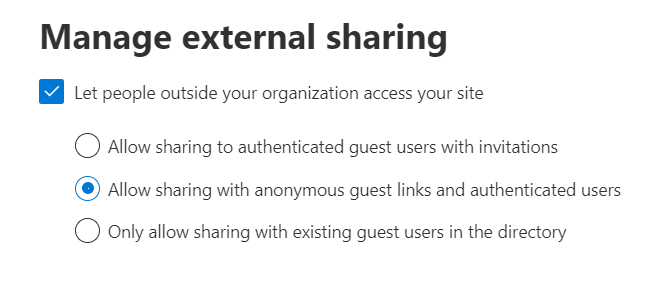 Manage external sharing
Let people outside your organization access your site
Allow sharing to authenticated guest users with invitations
Allow sharing with anonymous guest links and authenticated users
Only allow sharing with existing guest users in the directory